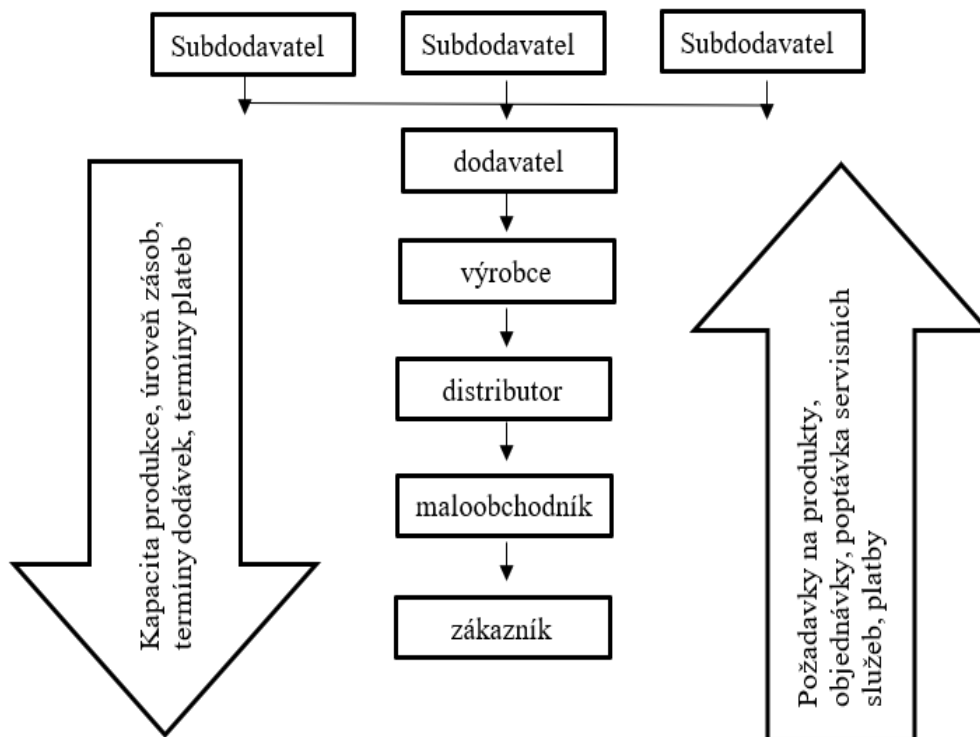 Subdodavatel
Subdodavatel
Subdodavatel
dodavatel
výrobce
distributor
maloobchodník
zákazník
Kapacita produkce, úroveň zásob,
termíny dodávek, termíny plateb
Požadavky na produkty,
objednávky, poptávka servisních
služeb, platby